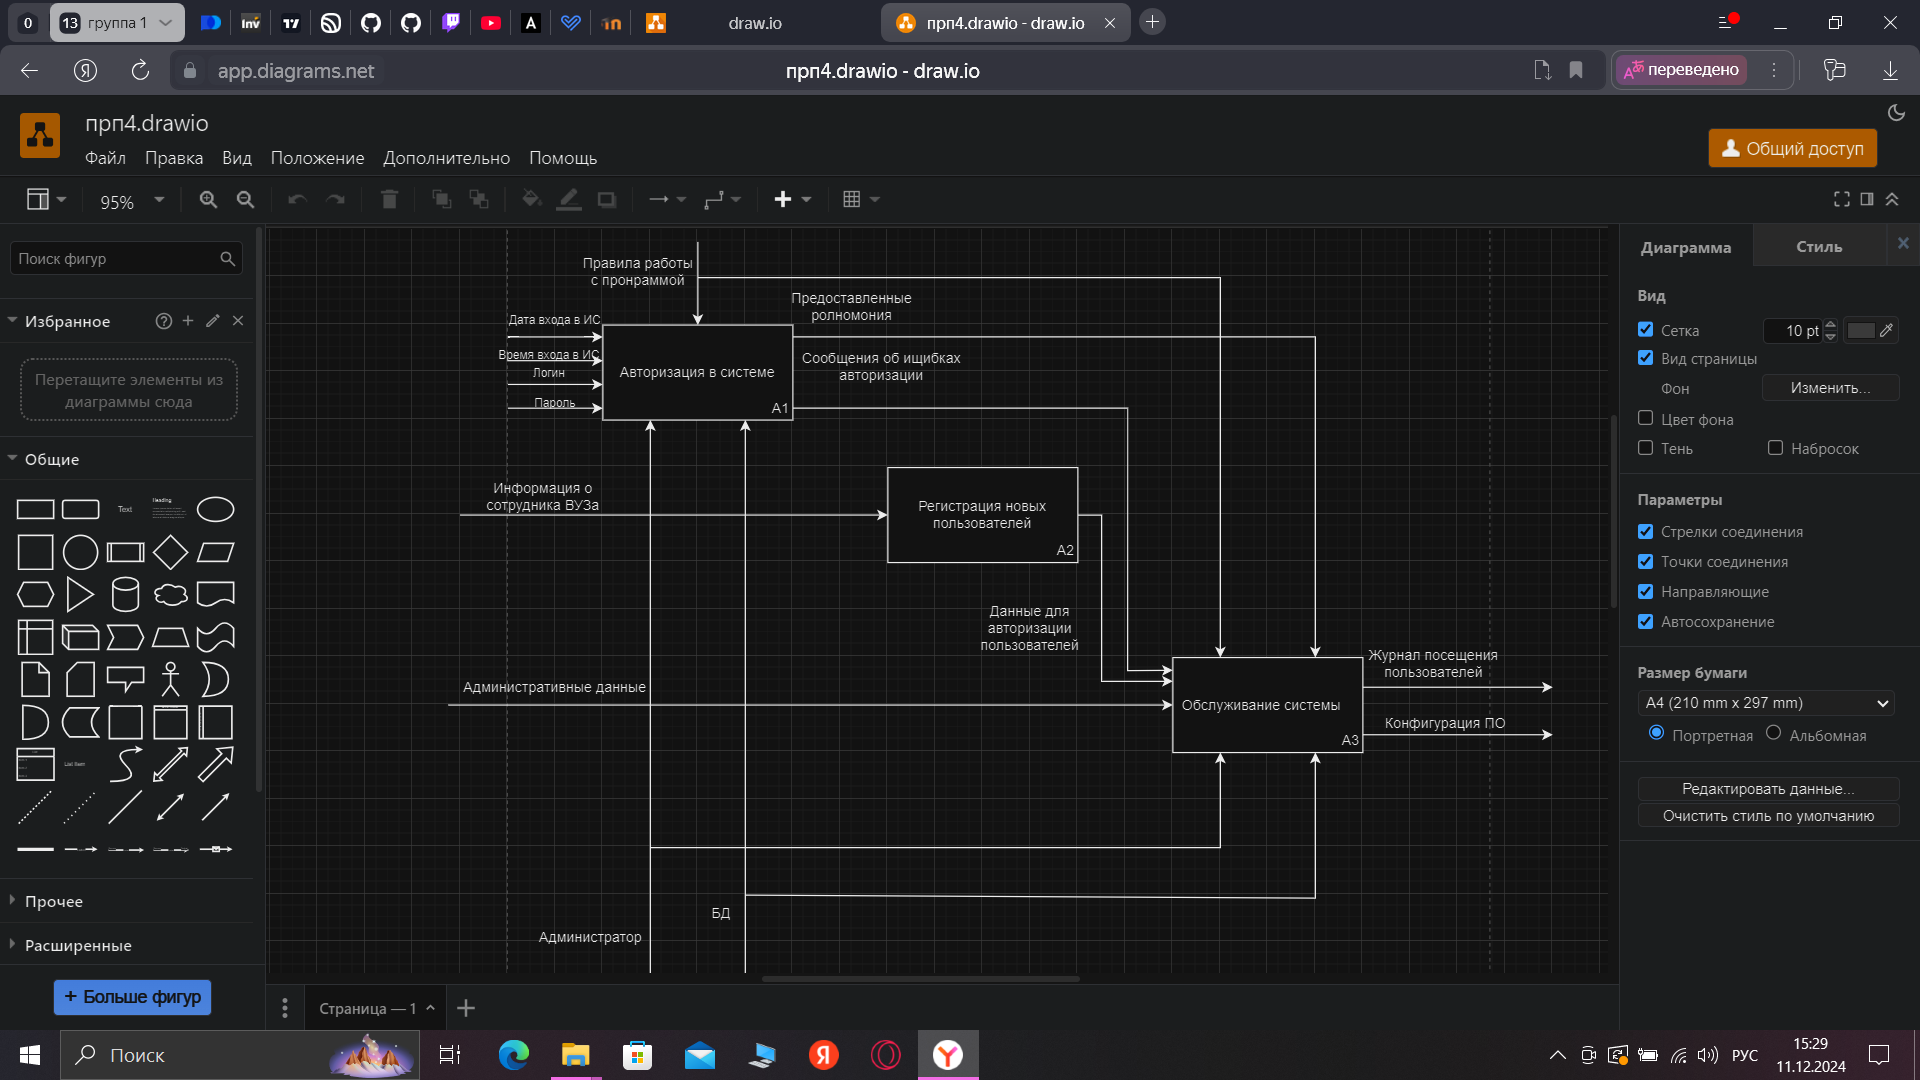 0
13 группа 1
Inv
A
in
draw.io
прп4.drawio - draw.io
app.diagrams.net
прп4.drawio - draw.io
переведено
прп4.drawio
Файл
Правка
Вид
Положение
Дополнительно
Помощь
Общий доступ
95%
Поиск фигур
Избранное
Перетащите элементы из
диаграммы сюда
Общие
Text
Heading
List Item
Прочее
Расширенные
+ Больше фигур
Правила работы
с пронраммой
Предоставленные
ролномония
Дата входа в ИС
Время входа в ИС
Логин
Пароль
Авторизация в системе
A1
Сообщения об ищибках
авторизации
Информация о
сотрудника ВУЗа
Регистрация новых
пользователей
A2
Данные для
авторизации
пользователей
Административные данные
Обслуживание системы
A3
Журнал посещения
пользователей
Конфигурация ПО
БД
Администратор
Страница — 1
Диаграмма
Стиль
Вид
Сетка
10 pt
Вид страницы
Фон
Изменить...
Цвет фона
Тень
Набросок
Параметры
Стрелки соединения
Точки соединения
Направляющие
Автосохранение
Размер бумаги
A4 (210 mm x 297 mm)
Портретная
Альбомная
Редактировать данные...
Очистить стиль по умолчанию
Поиск
РУС
15:29
11.12.2024